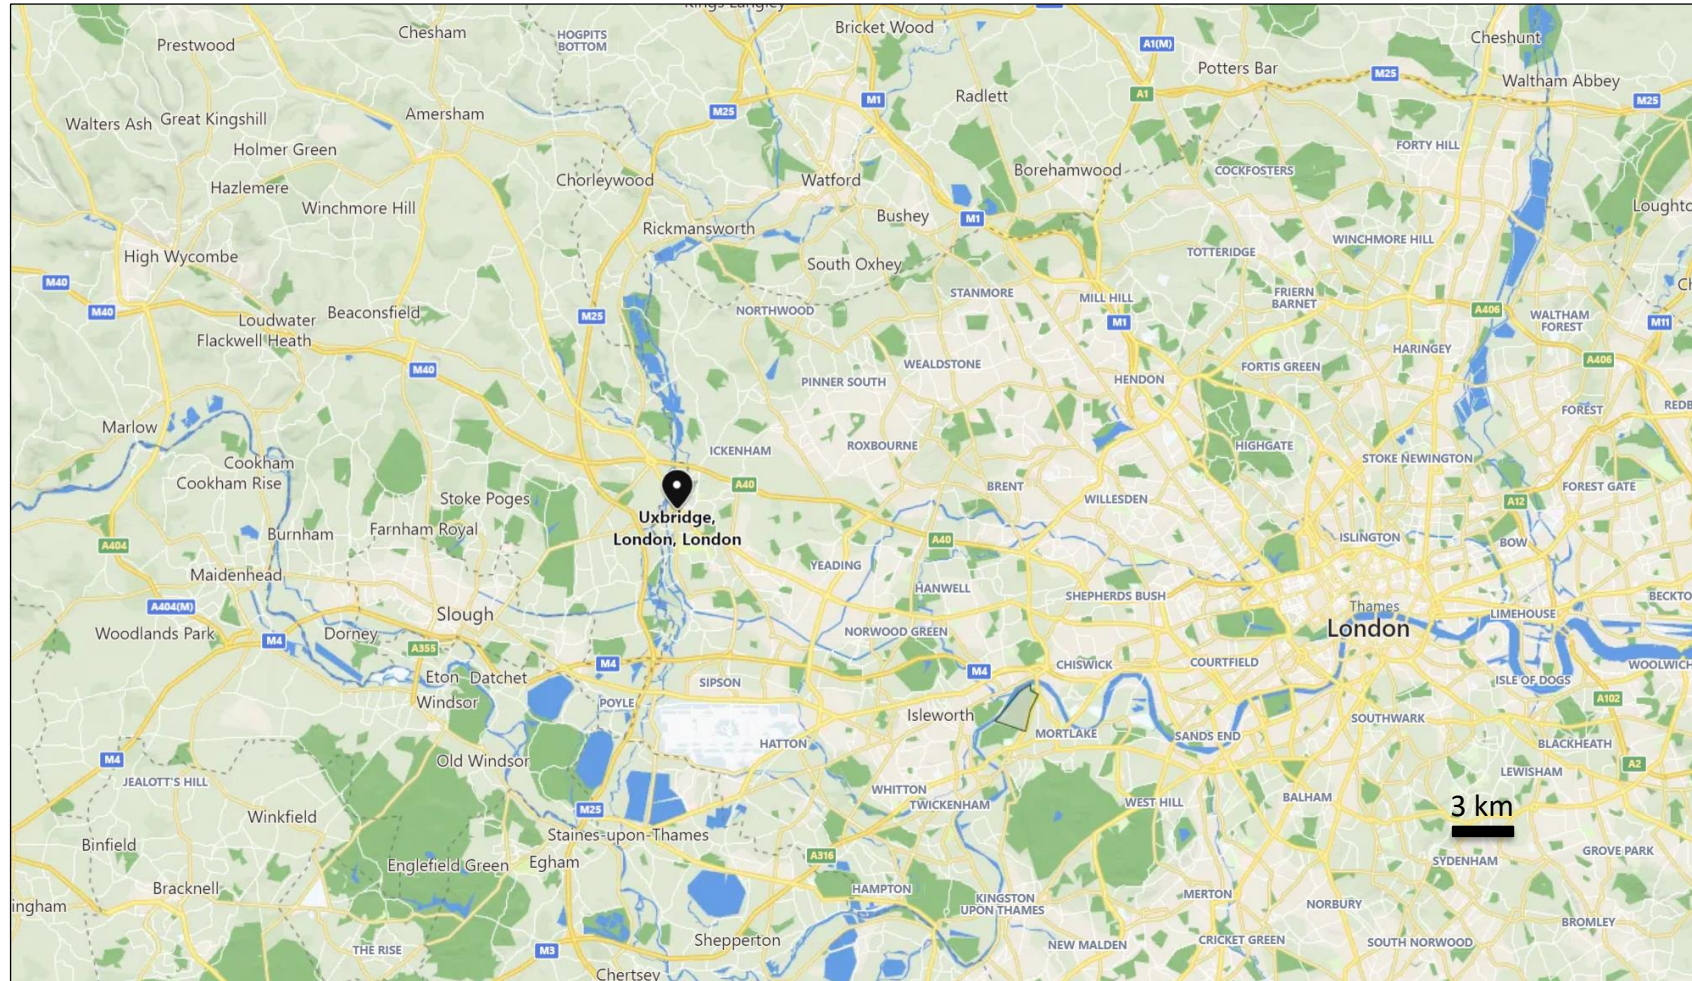 Kings Langley
Chesham
Bricket Wood
HOGPITS
BOTTOM
Prestwood
A1(M)
Cheshunt
Potters Bar
M25
Waltham Abbey
A1
Radlett
M1
M25
M25
Walters Ash
Great Kingshill
Amersham
Holmer Green
FORTY HILL
Borehamwood
COCKFOSTERS
Hazlemere
Chorleywood
Watford
Winchmore Hill
Bushey
M1
Rickmansworth
WINCHMORE HILL
TOTTERIDGE
High Wycombe
South Oxhey
M40
STANMORE
MILL HILL
FRIERN
BARNET
M40
Loudwater
Beaconsfield
M25
NORTHWOOD
M1
A406
WALTHAM
FOREST
M11
Flackwell Heath
HARINGEY
A406
M40
PINNER SOUTH
WEALDSTONE
HENDON
FORTIS GREEN
FOREST
Marlow
ICKENHAM
ROXBOURNE
HIGHGATE
STOKE NEWINGTON
Cookham
Cookham Rise
Stoke Poges
A40
BRENT
WILLESDEN
FOREST GATE
A12
Uxbridge,
London, London
Burnham
Farnham Royal
A404
A40
ISLINGTON
BOW
Maidenhead
YEADING
HANWELL
SHEPHERDS BUSH
A404(M)
Slough
Thames
London
LIMEHOUSE
Woodlands Park
M4
Dorney
A355
NORWOOD GREEN
M4
M4
CHISWICK
COURTFIELD
Eton
Datchet
SIPSON
ISLE OF DOGS
Windsor
POYLE
Isleworth
A102
HATTON
MORTLAKE
SANDS END
SOUTHWARK
BLACKHEATH
M4
Old Windsor
A2
JEALOTT'S HILL
LEWISHAM
WHITTON
TWICKENHAM
WEST HILL
BALHAM
3 km
Winkfield
M25
Staines-upon-Thames
Binfield
Englefield Green
Egham
A316
SYDENHAM
GROVE PARK
Bracknell
HAMPTON
KINGSTON
UPON THAMES
MERTON
NORBURY
BROMLEY
THE RISE
M3
Shepperton
NEW MALDEN
CRICKET GREEN
SOUTH NORWOOD
Chertsey